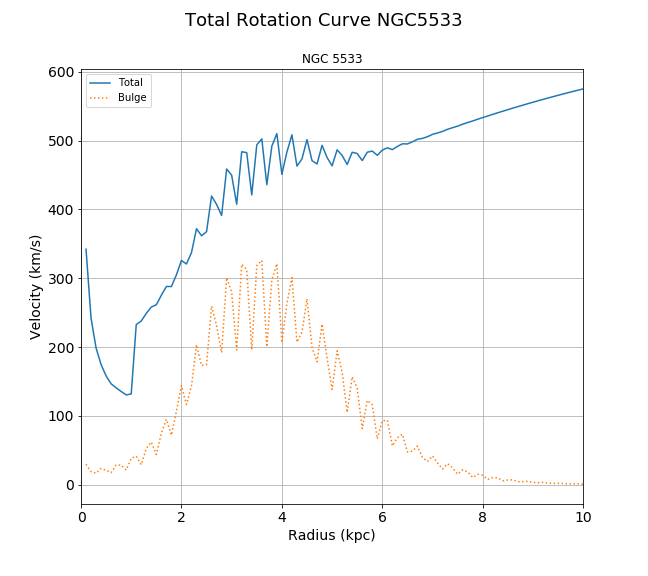 Total Rotation Curve NGC5533
NGC 5533
Total
Bulge
600
500
400
300
200
100
0
Velocity (km/s)
0 2 4 6 8 10
Radius (kpc)